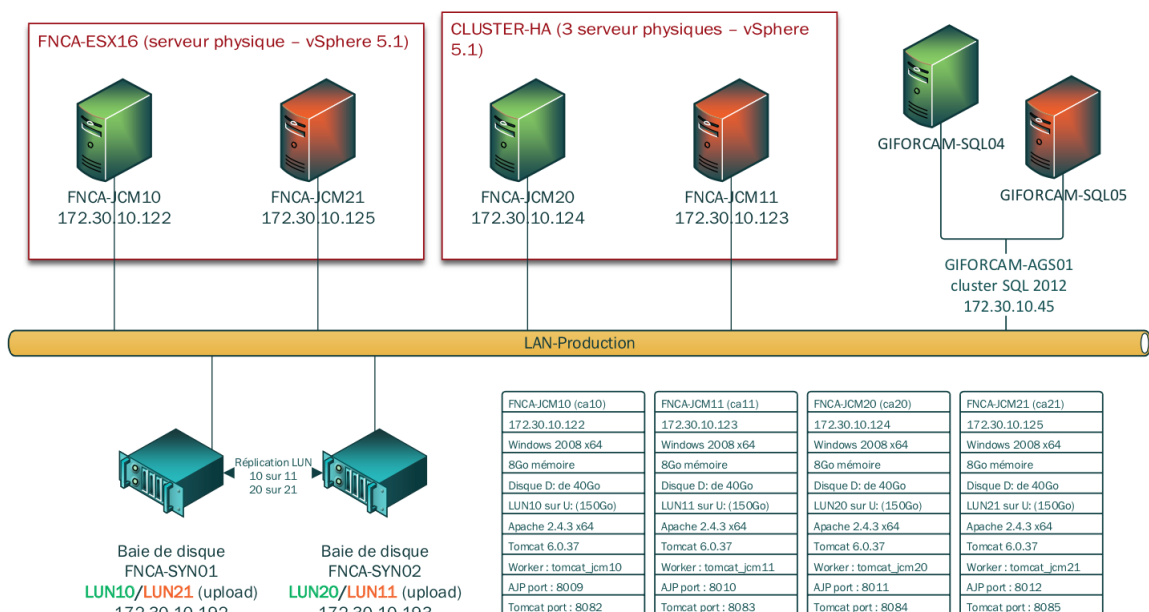 FNCA-ESX16 (serveur physique – vSphere 5.1)
CLUSTER-HA (3 serveur physiques – vSphere
5.1)
FNCA-JCM10
172.30.10.122
FNCA-JCM21
172.30.10.125
FNCA-JCM20
172.30.10.124
FNCA-JCM11
172.30.10.123
GIFORCAM-SQL04
GIFORCAM-SQL05
GIFORCAM-AGS01
cluster SQL 2012
172.30.10.45
LAN-Production
Réplication LUN
10 sur 11
20 sur 21
Baie de disque
FNCA-SYN01
LUN10/LUN21 (upload)
172.30.10.192
Baie de disque
FNCA-SYN02
LUN20/LUN11 (upload)
172.30.10.193
FNCA-JCM10 (ca10)
172.30.10.122
Windows 2008 x64
8Go mémoire
Disque D: de 40Go
LUN10 sur U: (150Go)
Apache 2.4.3 x64
Tomcat 6.0.37
Worker : tomcat_jcm10
AJP port : 8009
Tomcat port : 8082
FNCA-JCM11 (ca11)
172.30.10.123
Windows 2008 x64
8Go mémoire
Disque D: de 40Go
LUN11 sur U: (150Go)
Apache 2.4.3 x64
Tomcat 6.0.37
Worker : tomcat_jcm11
AJP port : 8010
Tomcat port : 8083
FNCA-JCM20 (ca20)
172.30.10.124
Windows 2008 x64
8Go mémoire
Disque D: de 40Go
LUN20 sur U: (150Go)
Apache 2.4.3 x64
Tomcat 6.0.37
Worker : tomcat_jcm20
AJP port : 8011
Tomcat port : 8084
FNCA-JCM21 (ca21)
172.30.10.125
Windows 2008 x64
8Go mémoire
Disque D: de 40Go
LUN21 sur U: (150Go)
Apache 2.4.3 x64
Tomcat 6.0.37
Worker : tomcat_jcm21
AJP port : 8012
Tomcat port : 8085